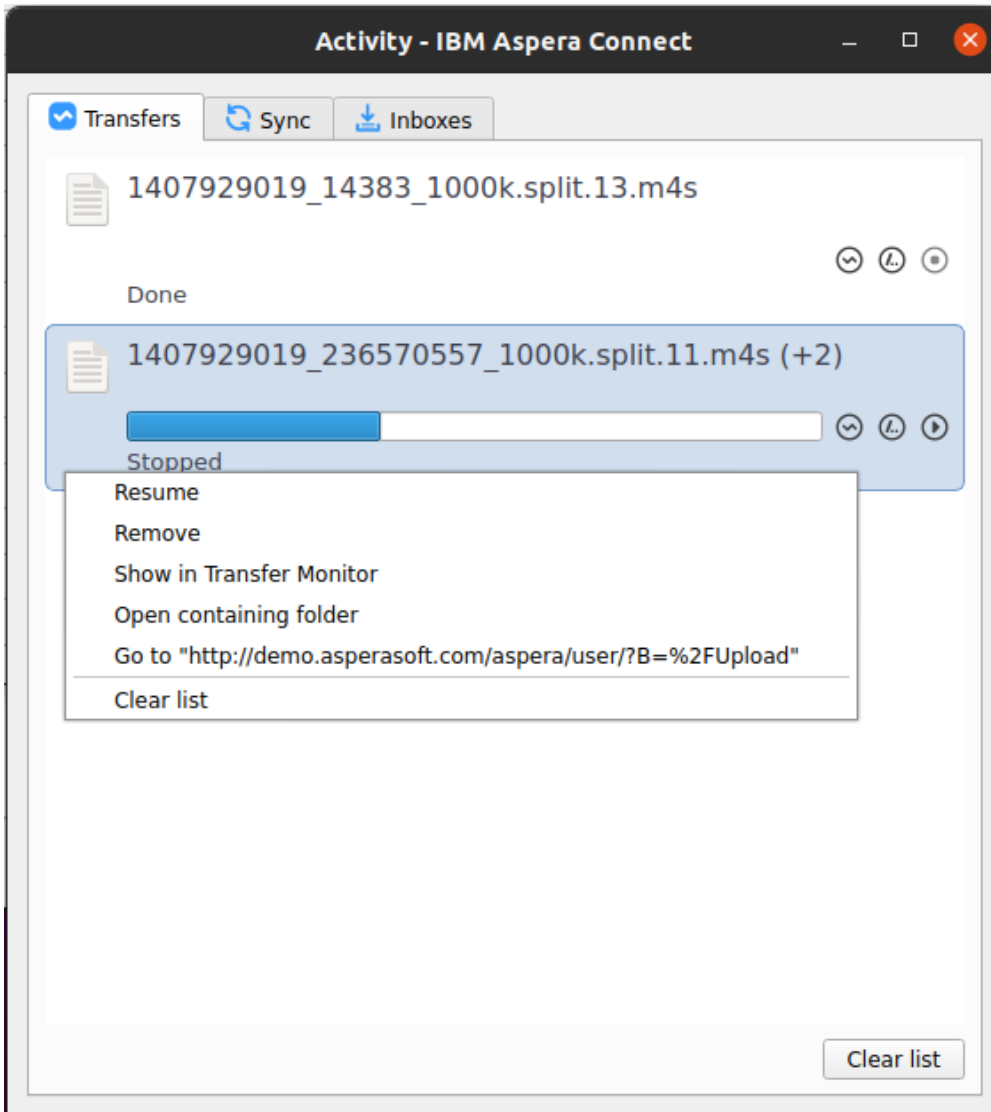 Activity - IBM Aspera Connect
Transfers Sync Inboxes
1407929019_14383_1000k.split.13.m4s
Done
1407929019_236570557_1000k.split.11.m4s (+2)
Stopped
Resume
Remove
Show in Transfer Monitor
Open containing folder
Go to "http://demo.asperasoft.com/aspera/user/?B=%2FUpload"
Clear list
Clear list